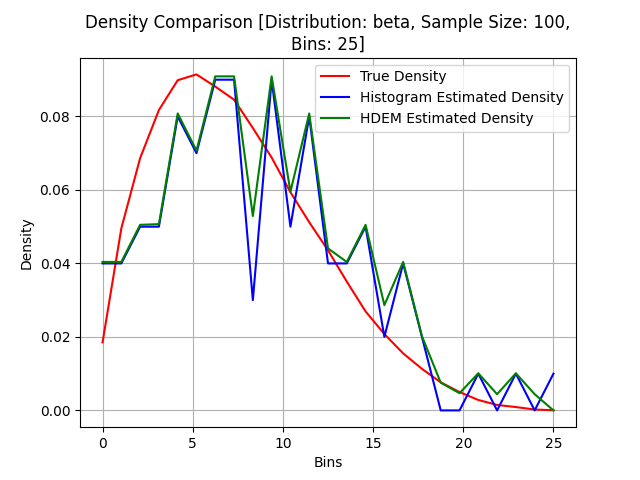 Density Comparison [Distribution: beta, Sample Size: 100,
Bins: 25]
True Density
Histogram Estimated Density
HDEM Estimated Density
Density
0.08
0.06
0.04
0.02
0.00
0
5
10
15
20
25
Bins